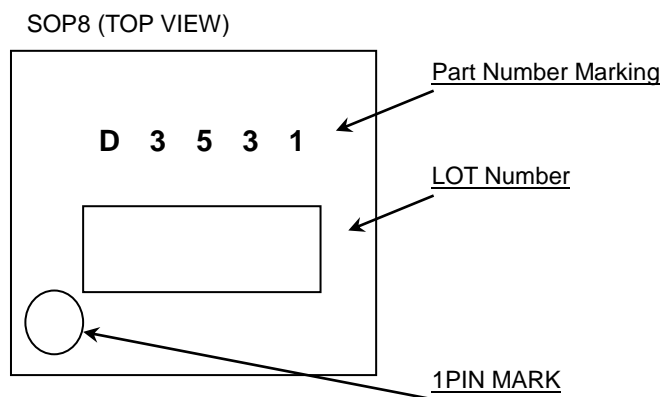 SOP8 (TOP VIEW)
Part Number Marking
D 3 5 3 1
LOT Number
1PIN MARK